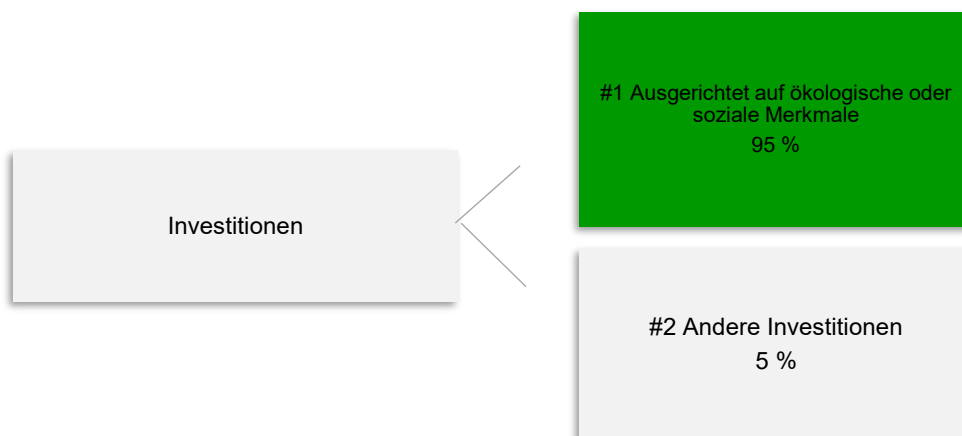 Investitionen
#1 Ausgerichtet auf ökologische oder
soziale Merkmale
95 %
#2 Andere Investitionen
5 %